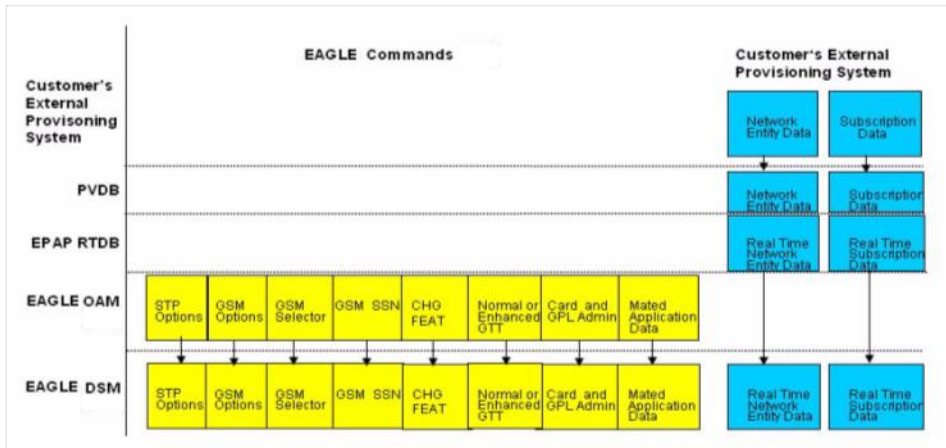 EAGLE Commands
Customer's External
Provisioning System
Customer's
External
Provisoning
System
Network
Entity Data
Subscription
Data
PVDB
Network
Entity Data
Subscription
Data
EPAP RTDB
Real Time
Network
Entity Data
Real Time
Subscription
Data
EAGLE OAM
STP
Options
GSM
Options
GSM
Selector
GSM SSN
CHG
FEAT
Normal or
Enhanced
GTT
Card and
GPL Admin
Mated
Application
Data
EAGLE DSM
STP
Options
GSM
Options
GSM
Selector
GSM SSN
CHG
FEAT
Normal or
Enhanced
GTT
Card and
GPL Admin
Mated
Application
Data
Real Time
Network
Entity Data
Real Time
Subscription
Data